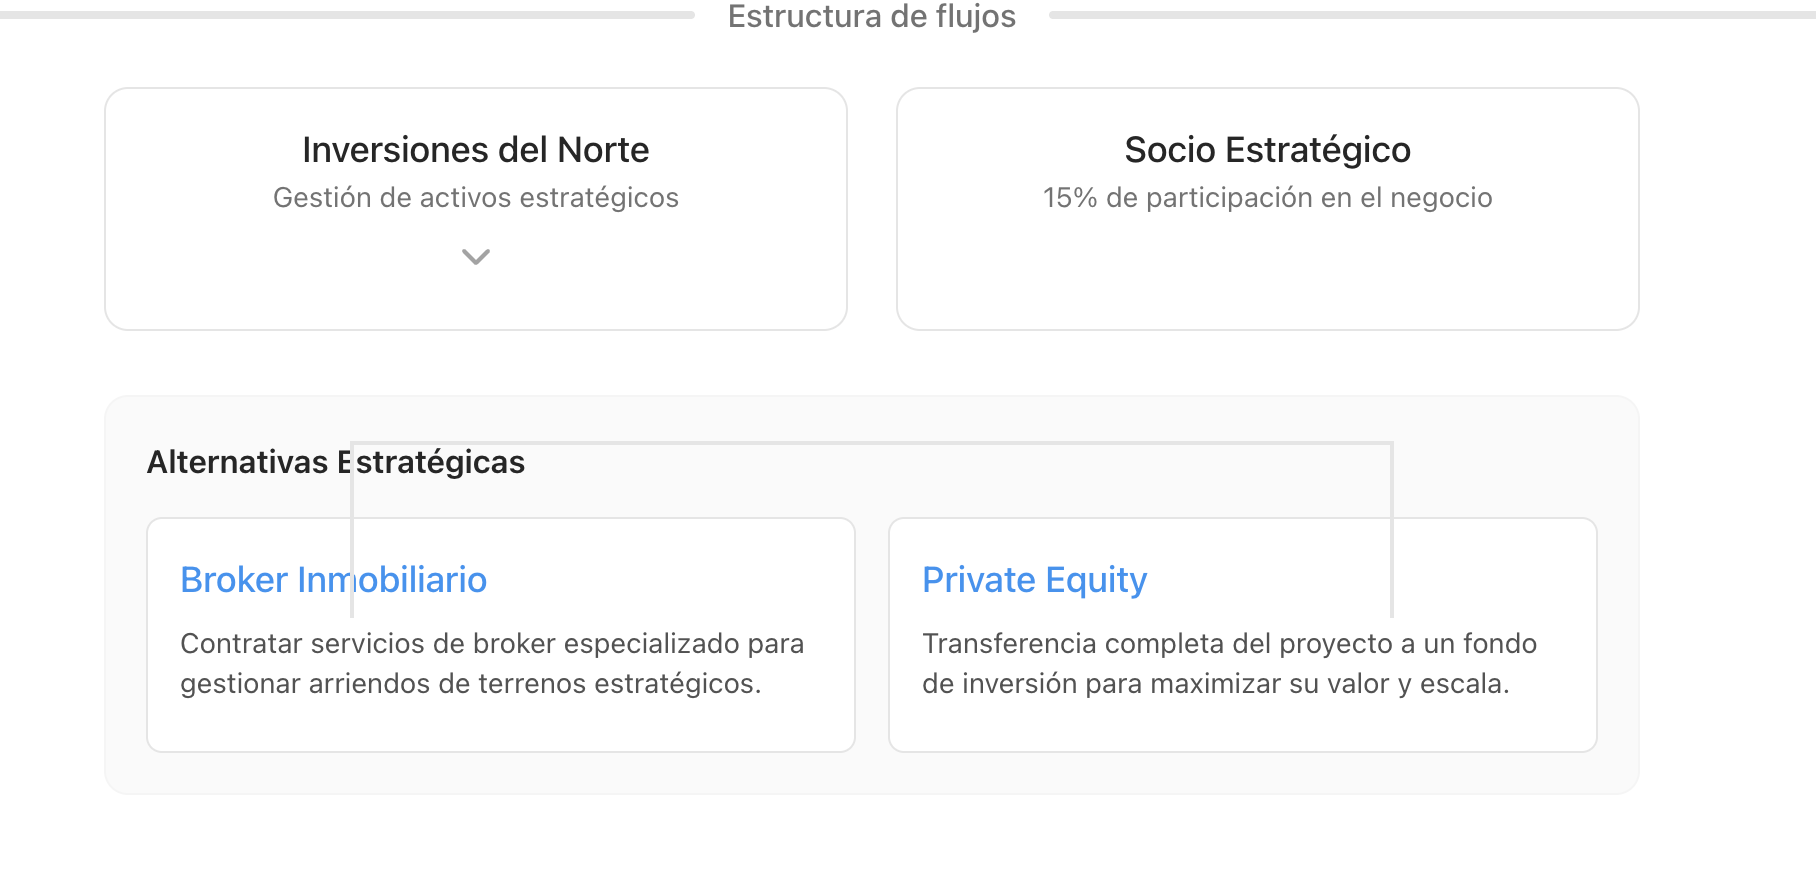 Estructura de flujos
Inversiones del Norte
Gestión de activos estratégicos
Socio Estratégico
15% de participación en el negocio
Alternativas Estratégicas
Broker Inmobiliario
Contratar servicios de broker especializado para
gestionar arriendos de terrenos estratégicos.
Private Equity
Transferencia completa del proyecto a un fondo
de inversión para maximizar su valor y escala.